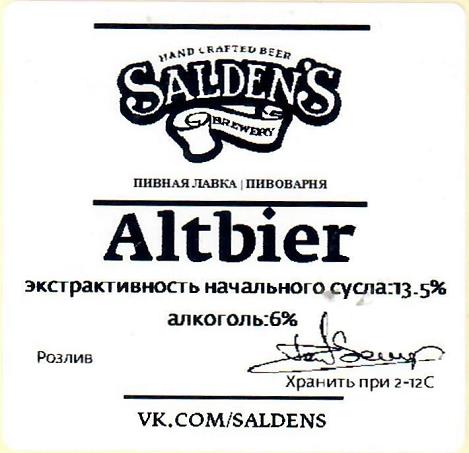 HAND CRAFTED BEER
SALDEN'S
BREWERY
ПИВНАЯ ЛАВКА | ПИВОВАРНЯ
Altbier
экстрактивность начального сусла:13.5%
алкоголь:6%
Розлив
Хранить при 2-12С
VK.COM/SALDENS